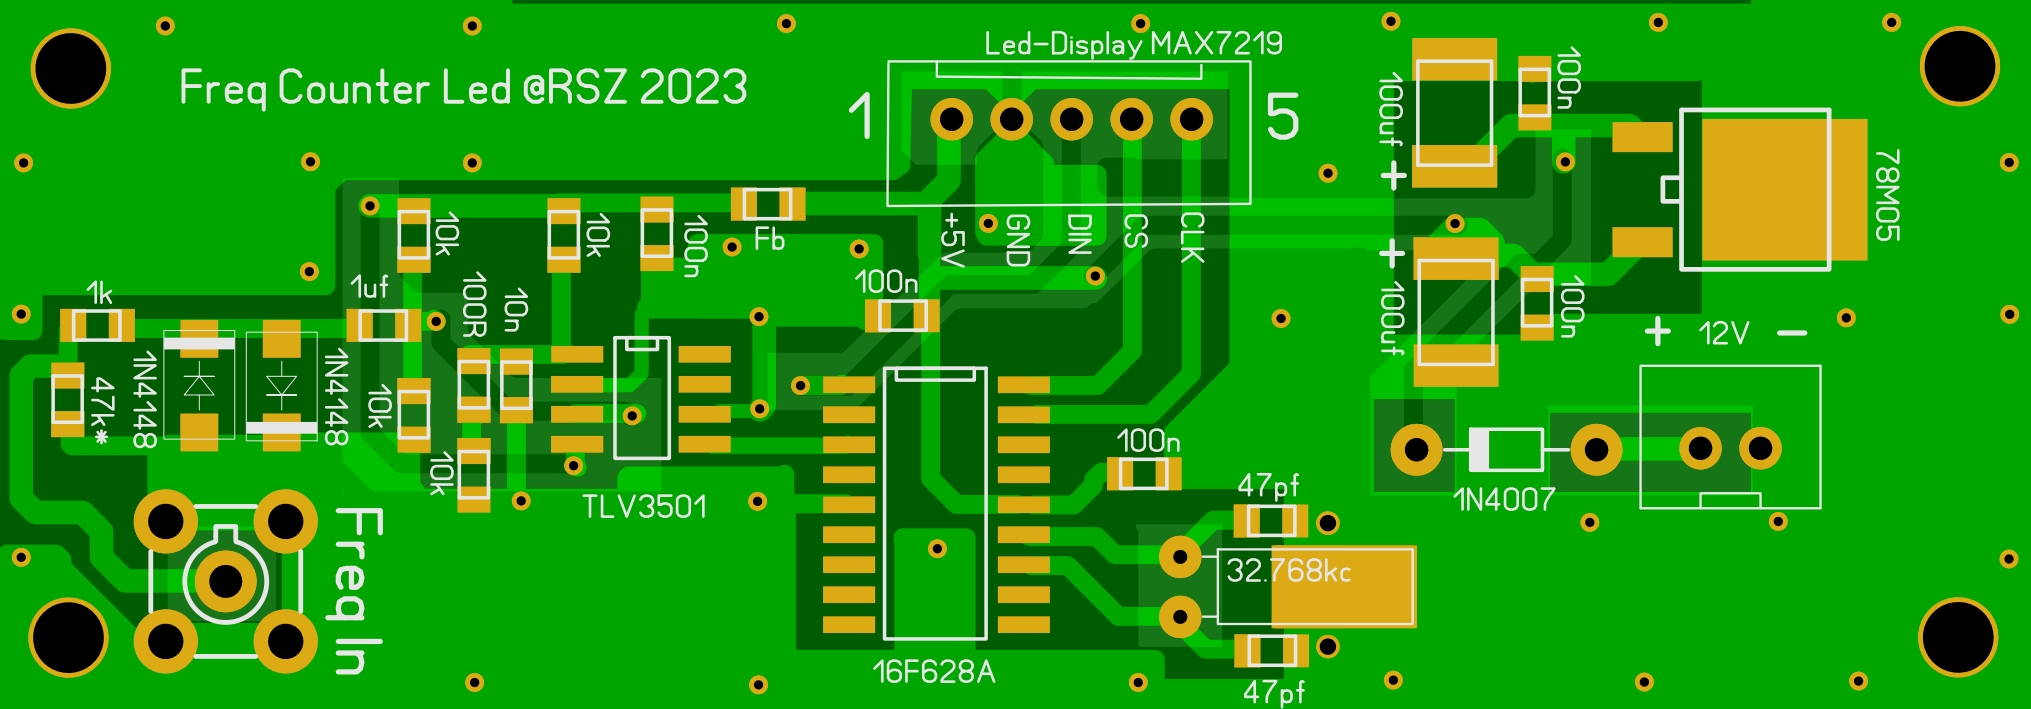 Led-Display MAX7219
Freq Counter Led @RSZ 2023
1
5
100uf
+
100n
78M05
+5V
GND
DIN
CS
CLK
10k
10k
100n
Fb
100n
+
100uf
100n
+ 12V -
1k
1uf
100R
10n
47k*
1N4148
1N4148
10k
10k
TLV3501
100n
1N4007
47pf
32.768kc
47pf
Freq In
16F628A